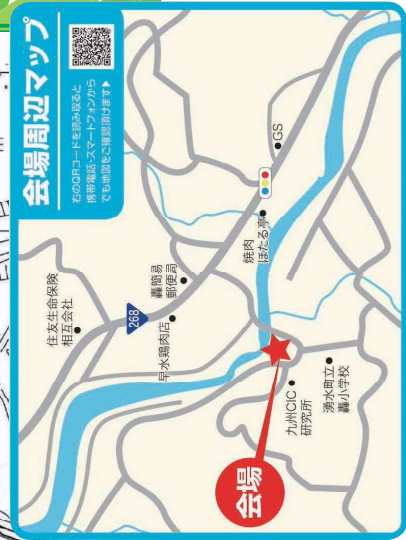 会場周辺マップ
右のQRコードを読み取ると
携帯電話・スマートフォンから
でも地図をご確認頂けます▶
住友生命保険
相互会社
268
轟簡易
郵便局
早水鶏肉店
GS
焼肉
ほたる亭
会場
九州CIC
研究所
湧水町立
轟小学校